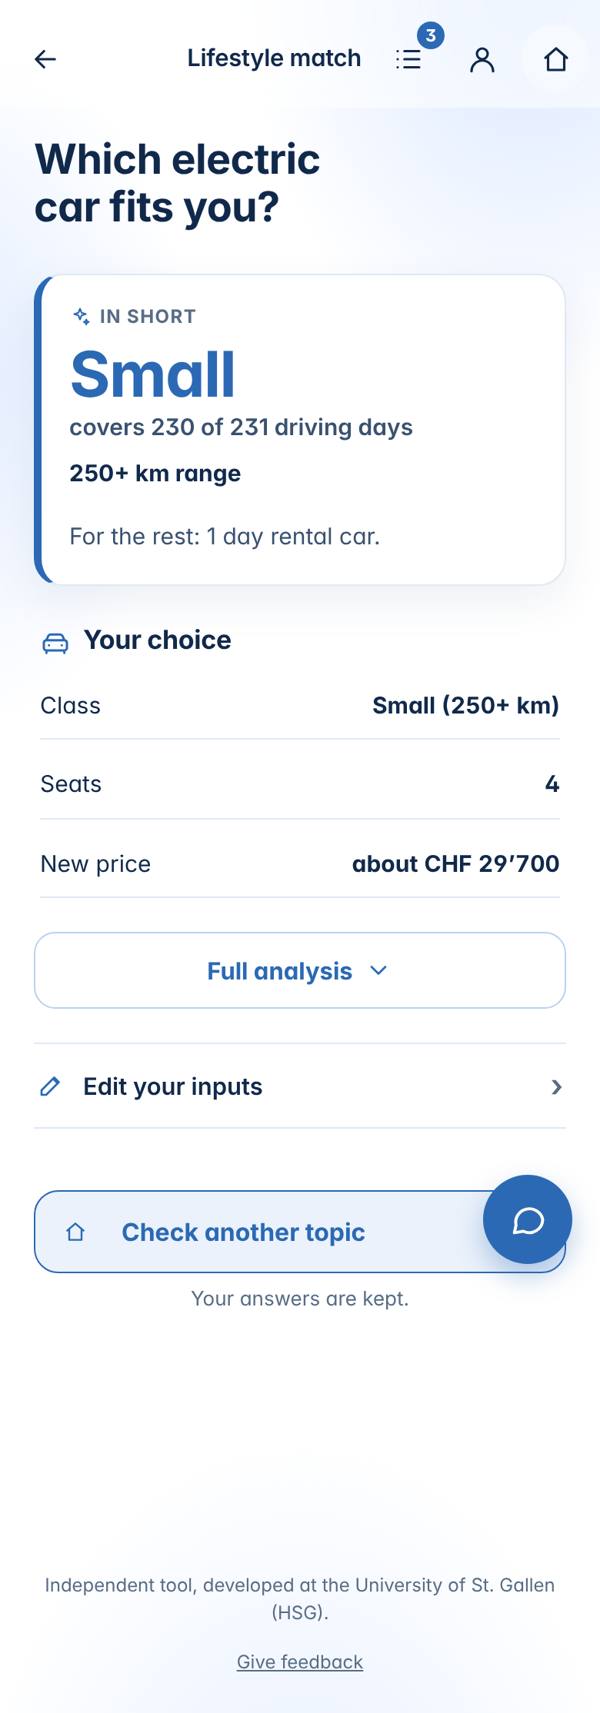 Lifestyle match
3
Which electric
car fits you?
IN SHORT
Small
covers 230 of 231 driving days
250+ km range
For the rest: 1 day rental car.
Your choice
Class
Small (250+ km)
Seats
4
New price
about CHF 29’700
Full analysis
Edit your inputs
Check another topic
Your answers are kept.
Independent tool, developed at the University of St. Gallen
(HSG).
Give feedback